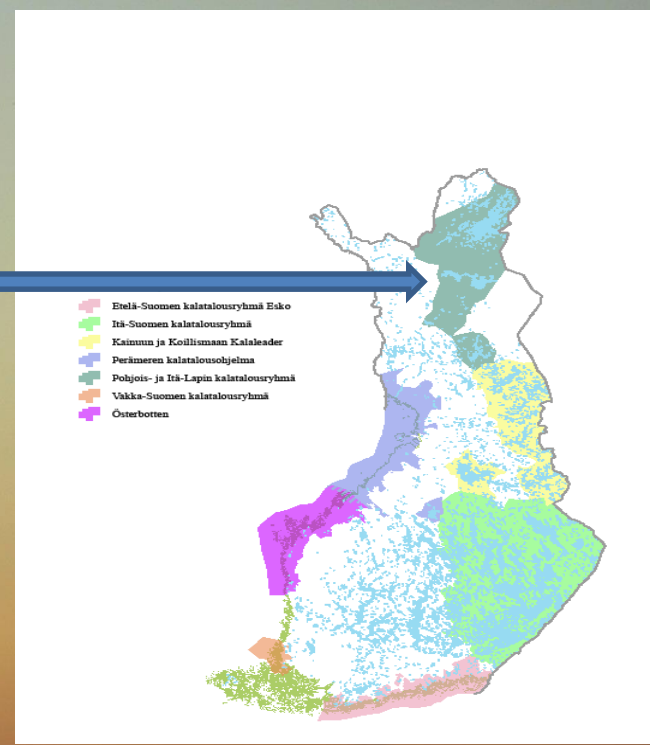 Etelä-Suomen kalatalousryhmä Esko
Itä-Suomen kalatalousryhmä
Kainuun ja Koillismaan Kalaleader
Perämeren kalatalousohjelma
Pohjois- ja Itä-Lapin kalatalousryhmä
Vakka-Suomen kalatalousryhmä
Österbotten